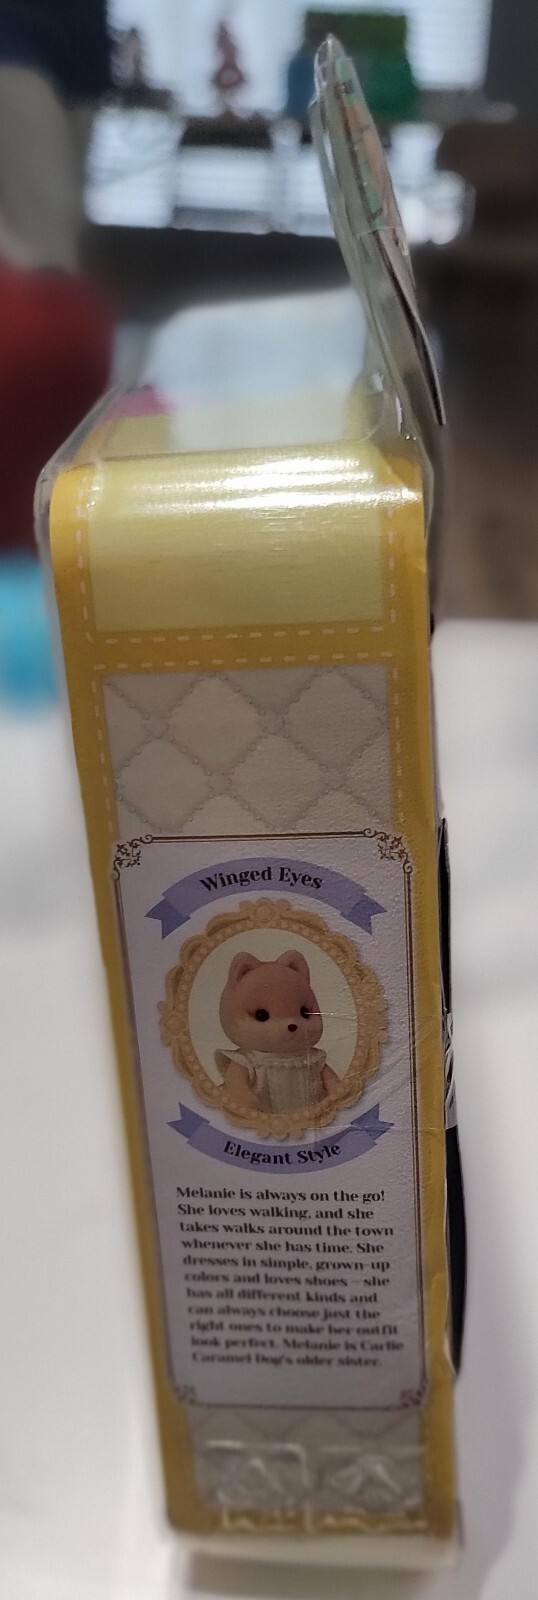 Winged Eyes
Elegant Style
Melanie is always on the go!
She loves walking, and she
takes walks around the town
whenever she has time. She
dresses in simple, grown-up
colors and loves shoes – she
has all different kinds and
can always choose just the
right ones to make her outfit
look perfect. Melanie is Carlie
Caramel Dog's older sister.